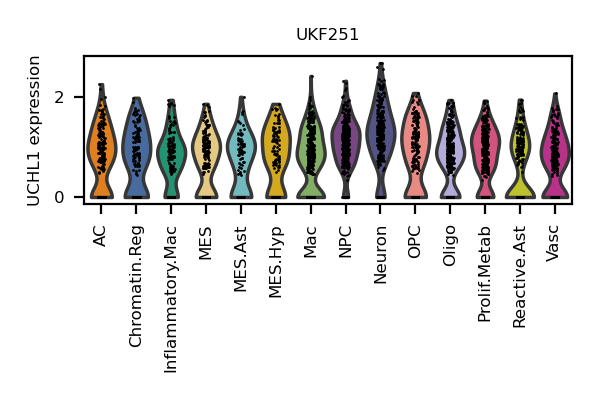 UKF251
UCHL1 expression
2
0
AC
Chromatin.Reg
Inflammatory.Mac
MES
MES.Ast
MES.Hyp
Mac
NPC
Neuron
OPC
Oligo
Prolif.Metab
Reactive.Ast
Vasc